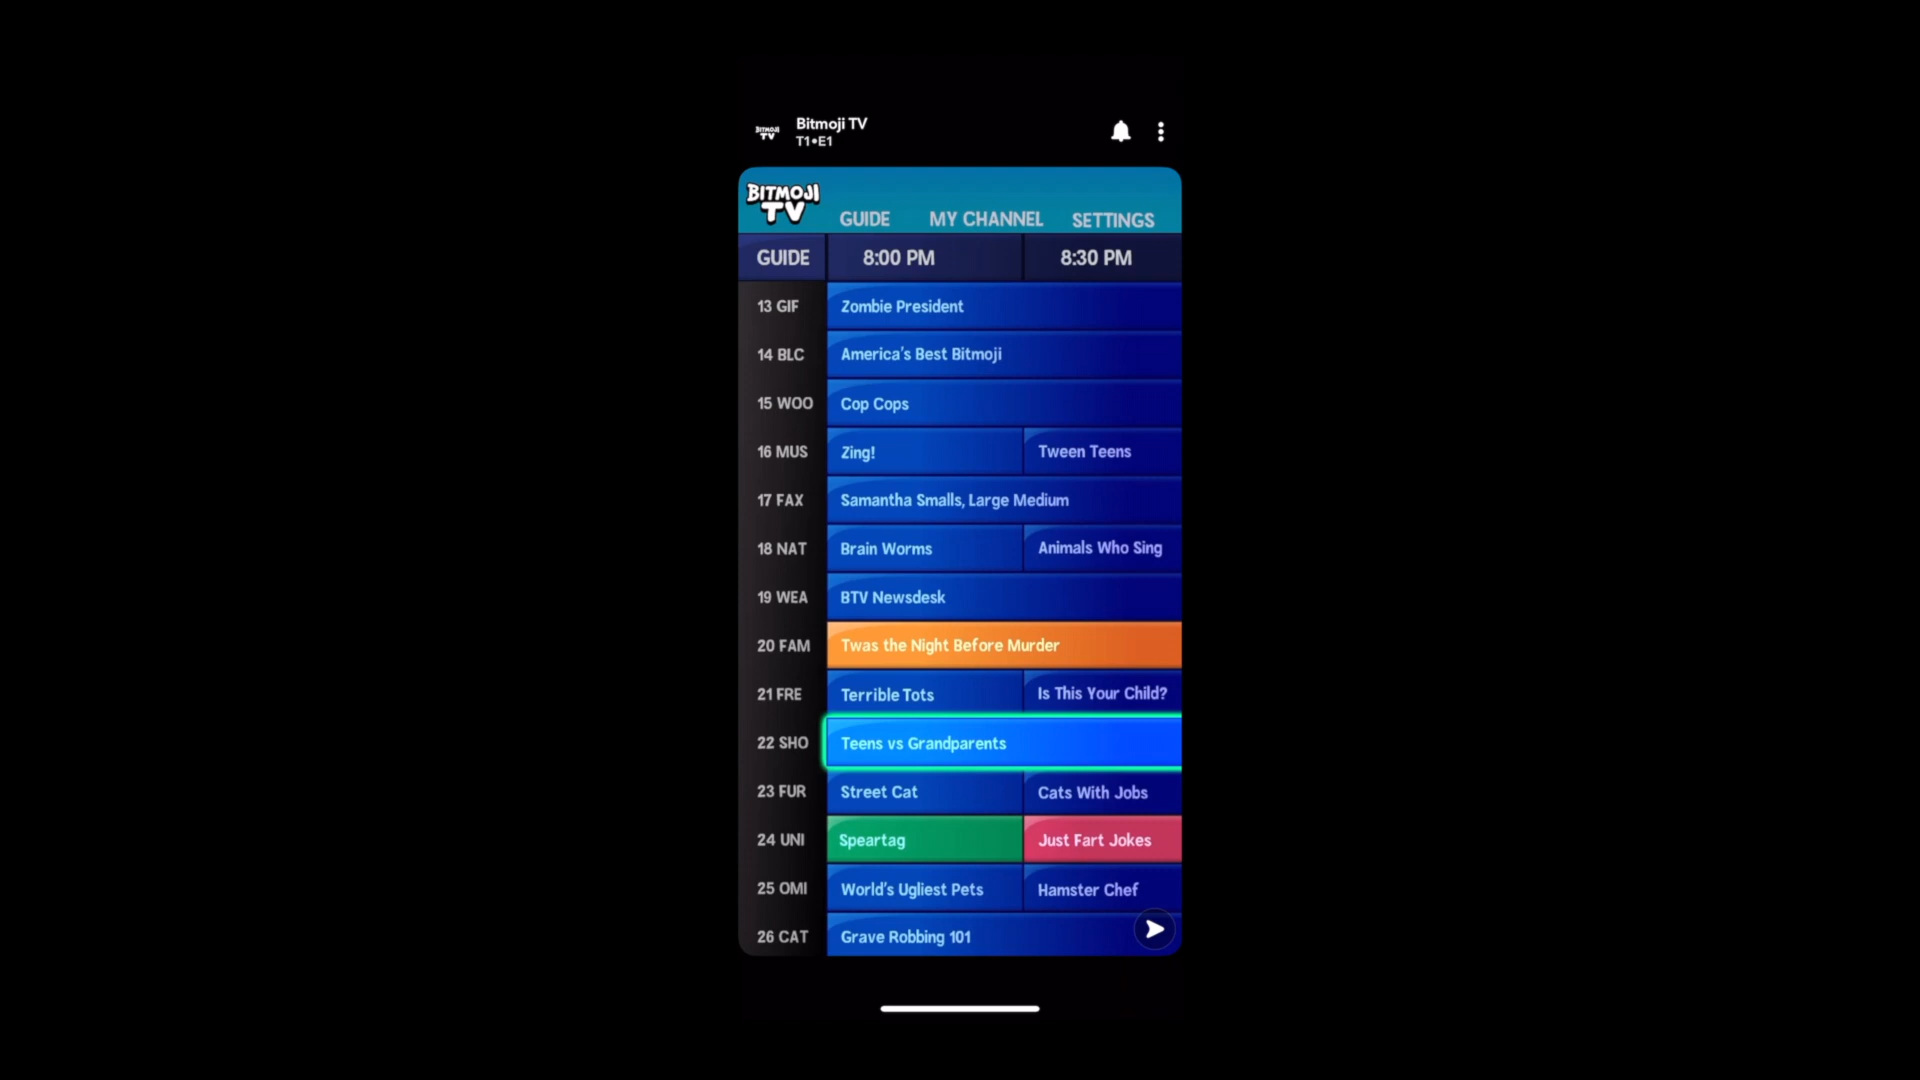 BITMOJI TV
Bitmoji TV
T1•E1
BITMOJI
TV
GUIDE MY CHANNEL SETTINGS
GUIDE 8:00 PM 8:30 PM
13 GIF Zombie President
14 BLC America's Best Bitmoji
15 WOO Cop Cops
16 MUS Zing! Tween Teens
17 FAX Samantha Smalls, Large Medium
18 NAT Brain Worms Animals Who Sing
19 WEA BTV Newsdesk
20 FAM Twas the Night Before Murder
21 FRE Terrible Tots Is This Your Child?
22 SHO Teens vs Grandparents
23 FUR Street Cat Cats With Jobs
24 UNI Speartag Just Fart Jokes
25 OMI World's Ugliest Pets Hamster Chef
26 CAT Grave Robbing 101